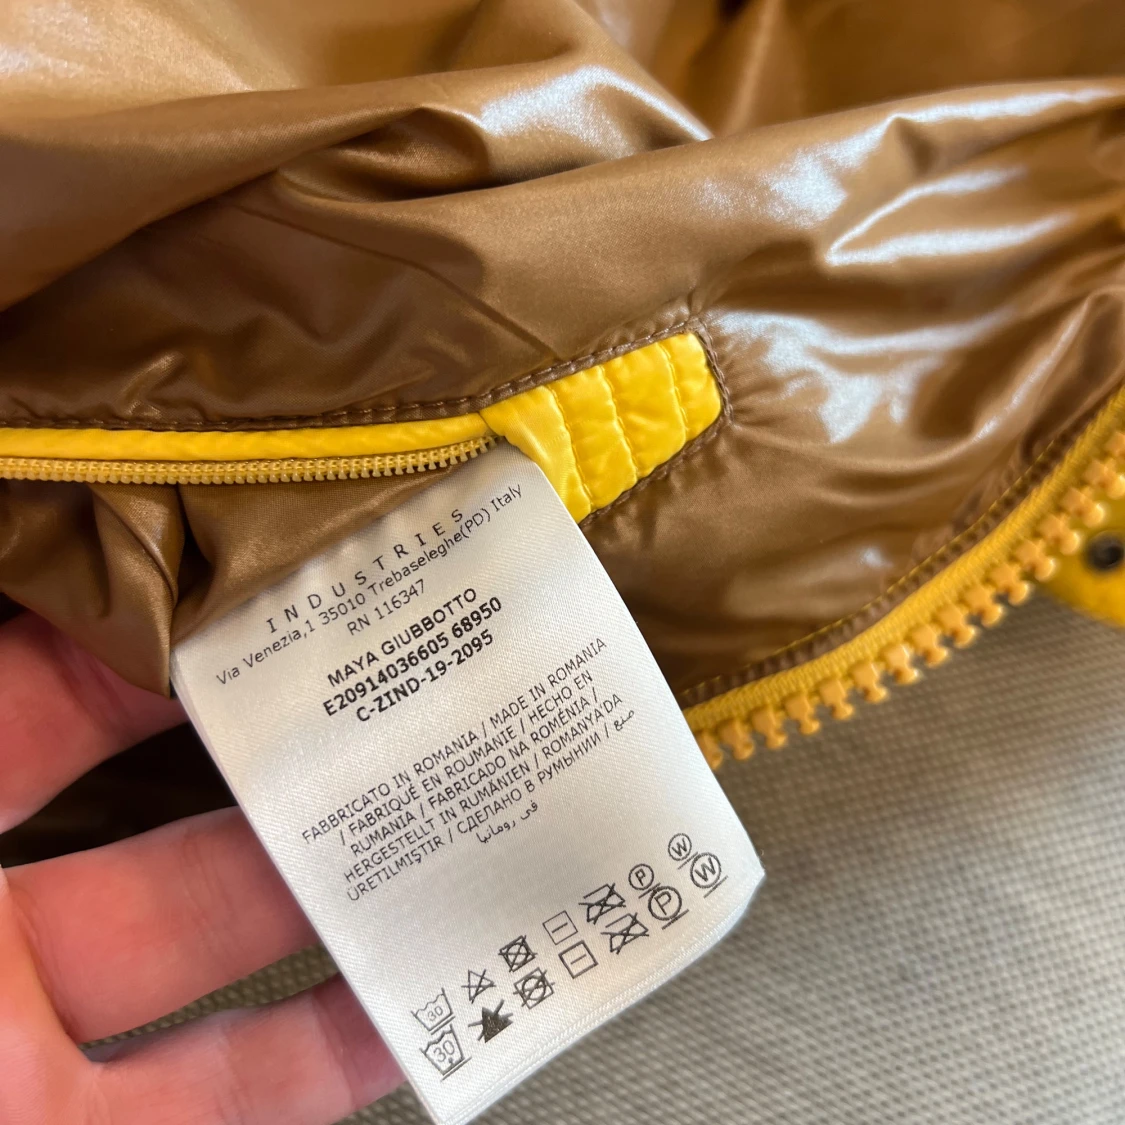 INDUSTRIES
Via Venezia,1 35010 Trebaseleghe(PD) Italy
RN 116347
MAYA GIUBBOTTO
E20914036605 68950
C-ZIND-19-2095
FABBRICATO IN ROMANIA / MADE IN ROMANIA
/ FABRIQUÉ EN ROUMANIE / HECHO EN
RUMANIA / FABRICADO NA ROMÉNIA /
HERGESTELLT IN RUMÄNIEN / ROMANYA'DA
ÜRETILMIŞTIR / СДЕЛАНО В РУМЫНИИ / صنع
في رومانيا
30 P W
30 P W